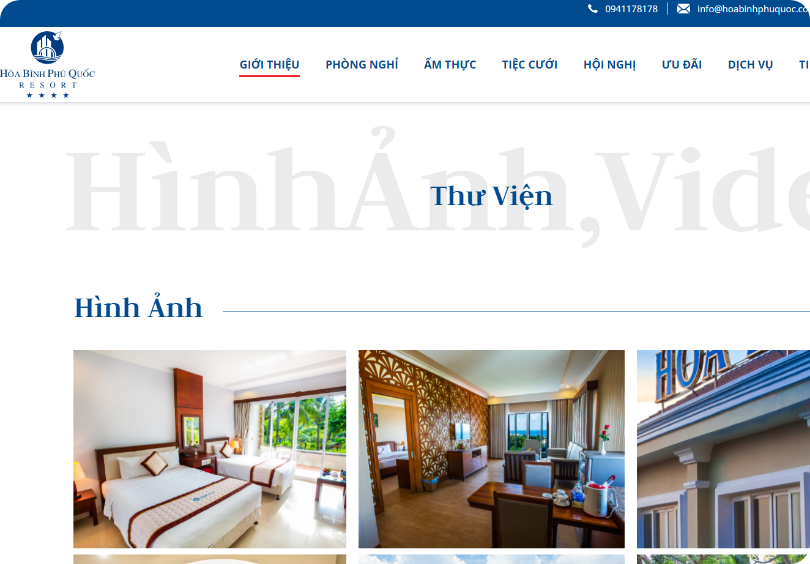 0941178178
info@hoabinhphuquoc.co
HÒA BÌNH PHÚ QUỐC
RESORT
GIỚI THIỆU
PHÒNG NGHỈ
ẨM THỰC
TIỆC CƯỚI
HỘI NGHỊ
ƯU ĐÃI
DỊCH VỤ
TI
HìnhẢnh,Vide
Thư Viện
Hình Ảnh
HÒA